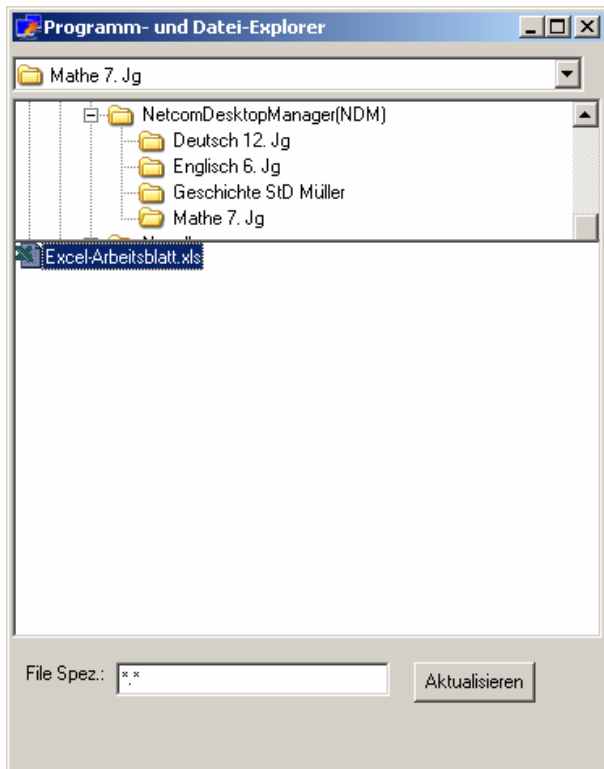 Programm- und Datei-Explorer
Mathe 7. Jg
NetcomDesktopManager(NDM)
Deutsch 12. Jg
Englisch 6. Jg
Geschichte StD Müller
Mathe 7. Jg
Excel-Arbeitsblatt.xls
File Spez.: *.*
Aktualisieren